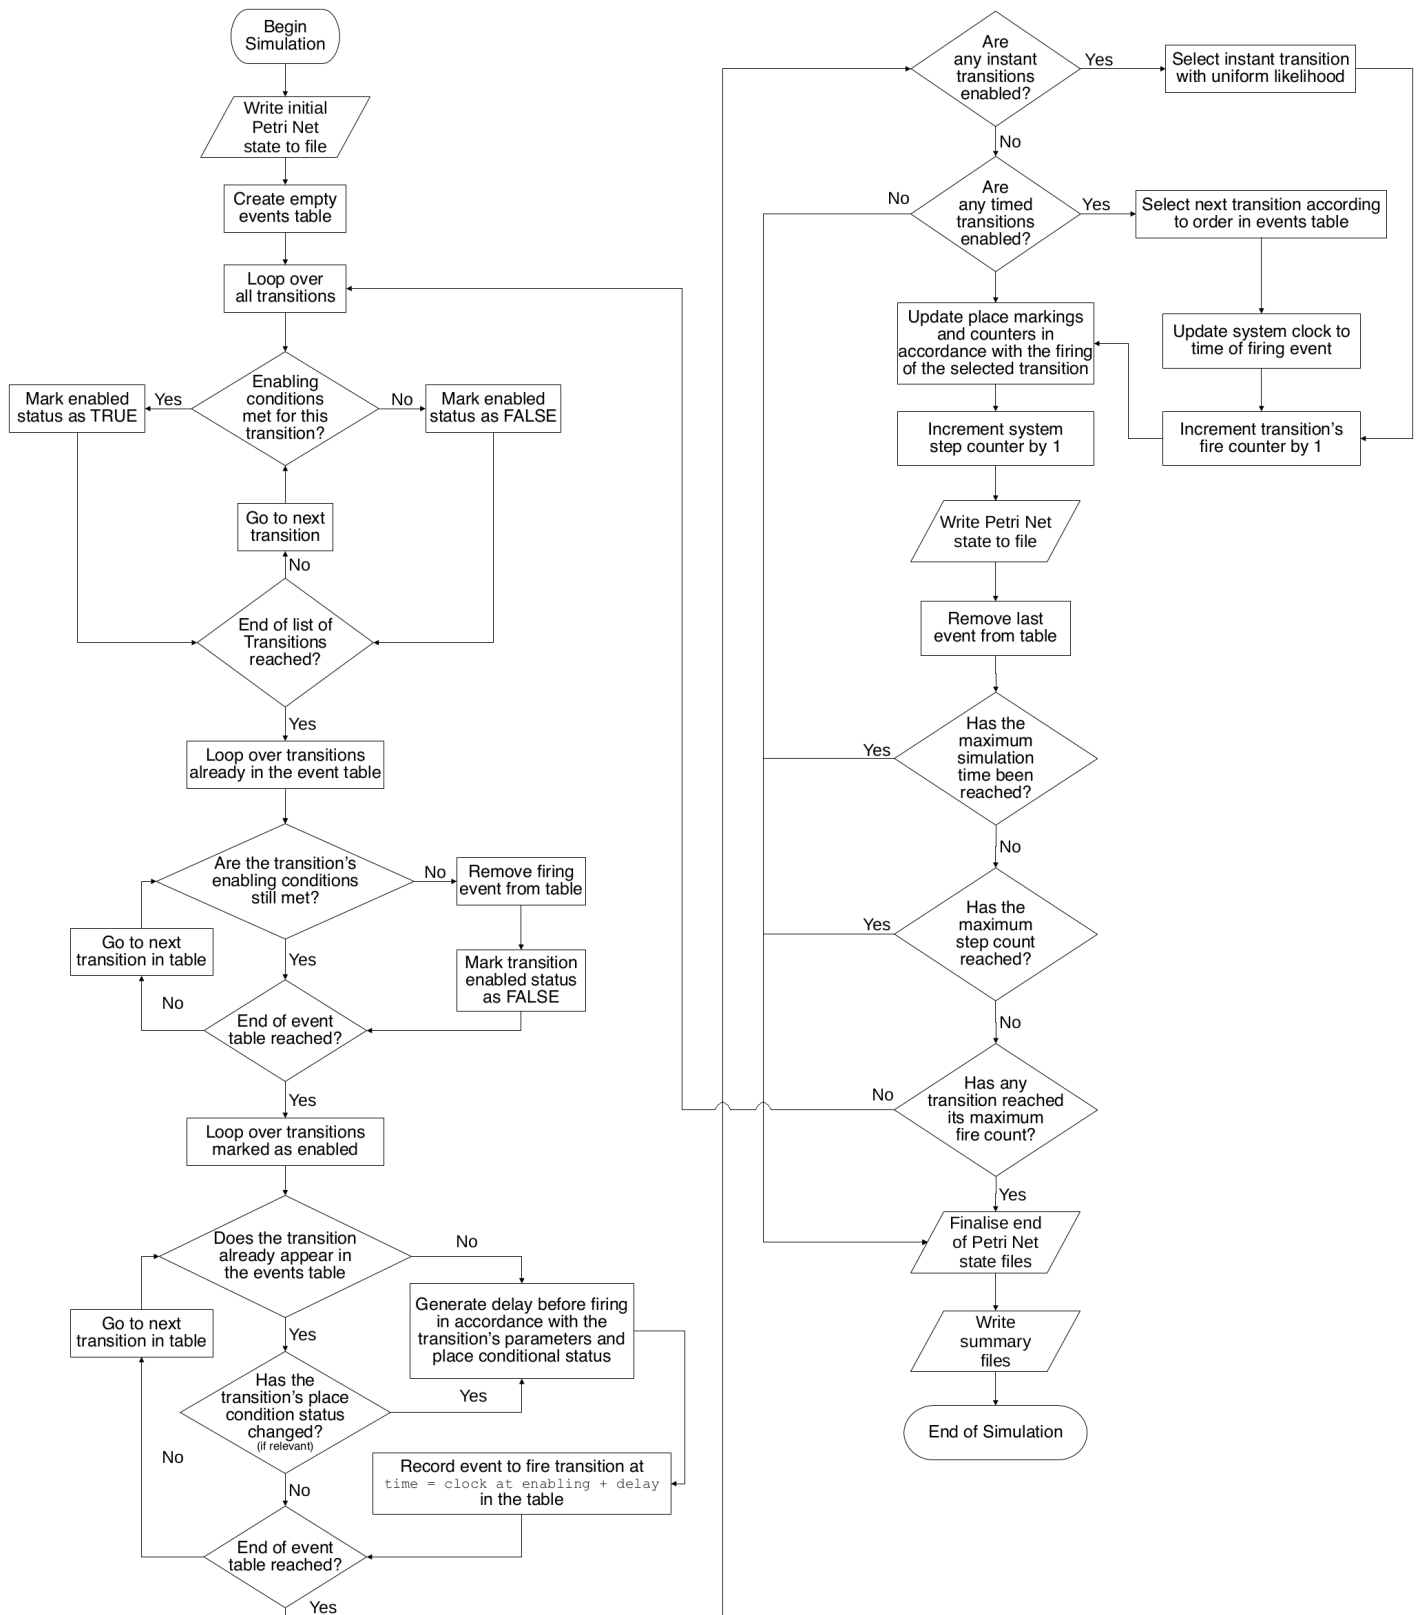 Begin
Simulation
Write initial
Petri Net
state to file
Create empty
events table
Loop over
all transitions
Enabling
conditions
met for this
transition?
Yes
No
Mark enabled
status as TRUE
Mark enabled
status as FALSE
Go to next
transition
No
End of list of
Transitions
reached?
Yes
Loop over transitions
already in the event table
Are the transition's
enabling conditions
still met?
No
Remove firing
event from table
Go to next
transition in table
Yes
Mark transition
enabled status
as FALSE
No
End of event
table reached?
Yes
Loop over transitions
marked as enabled
Does the transition
already appear in
the events table
No
Generate delay before firing
in accordance with the
transition's parameters and
place conditional status
Go to next
transition in table
Yes
Has the
transition's place
condition status
changed?
(if relevant)
Yes
No
Record event to fire transition at
time = clock at enabling + delay
in the table
No
End of event
table reached?
Yes
Are
any instant
transitions
enabled?
Yes
Select instant transition
with uniform likelihood
No
Are
any timed
transitions
enabled?
No
Yes
Select next transition according
to order in events table
Update place markings
and counters in
accordance with the firing
of the selected transition
Update system clock to
time of firing event
Increment system
step counter by 1
Increment transition's
fire counter by 1
Write Petri Net
state to file
Remove last
event from table
Has the
maximum
simulation
time been
reached?
Yes
No
Has the
maximum
step count
reached?
Yes
No
Has any
transition reached
its maximum
fire count?
No
Yes
Finalise end
of Petri Net
state files
Write
summary
files
End of Simulation